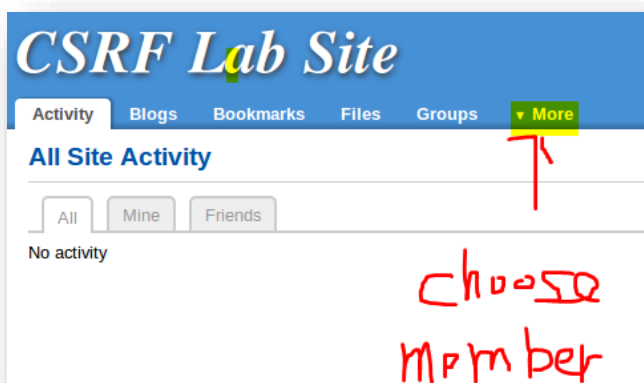 CSRF Lab Site
Activity Blogs Bookmarks Files Groups ▼ More
All Site Activity
All Mine Friends
No activity
choose
member